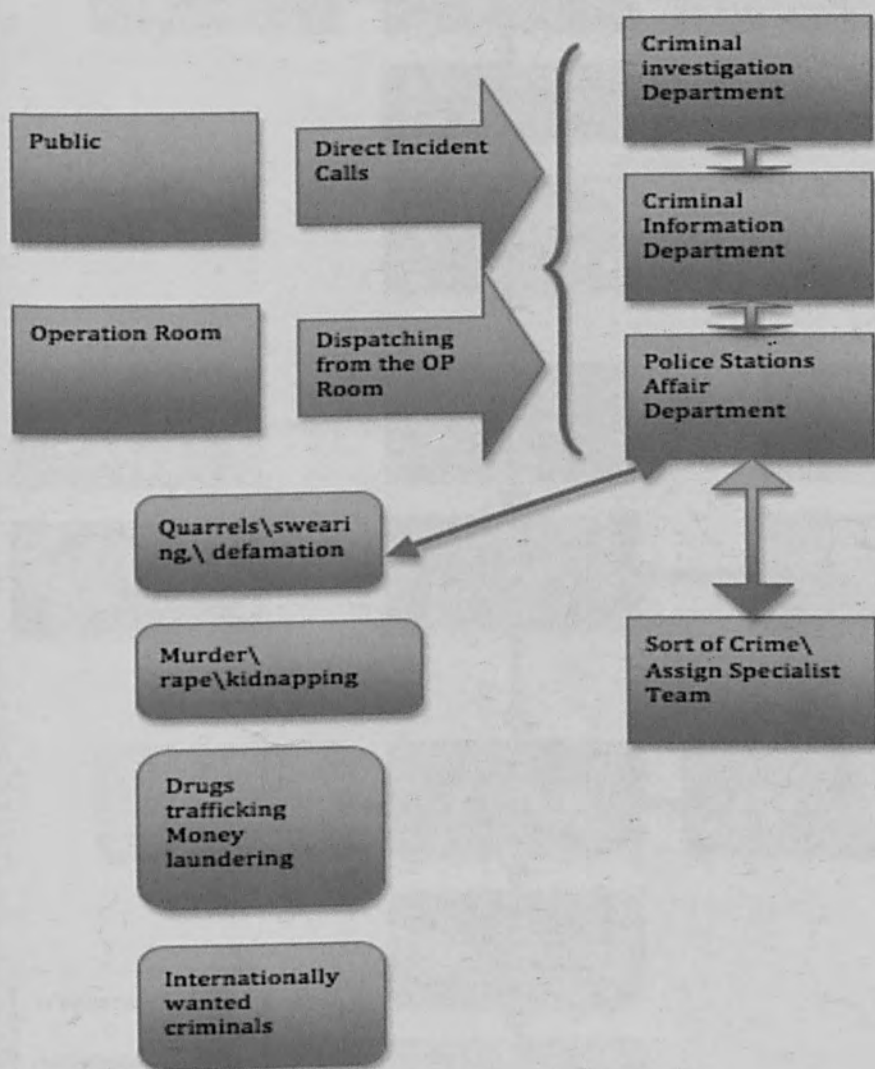 Public
Direct Incident
Calls
Criminal
investigation
Department
Criminal
Information
Department
Operation Room
Dispatching
from the OP
Room
Police Stations
Affair
Department
Quarrels\sweari
ng,\ defamation
Murder\
rape\kidnapping
Sort of Crime\
Assign Specialist
Team
Drugs
trafficking
Money
laundering
Internationally
wanted
criminals